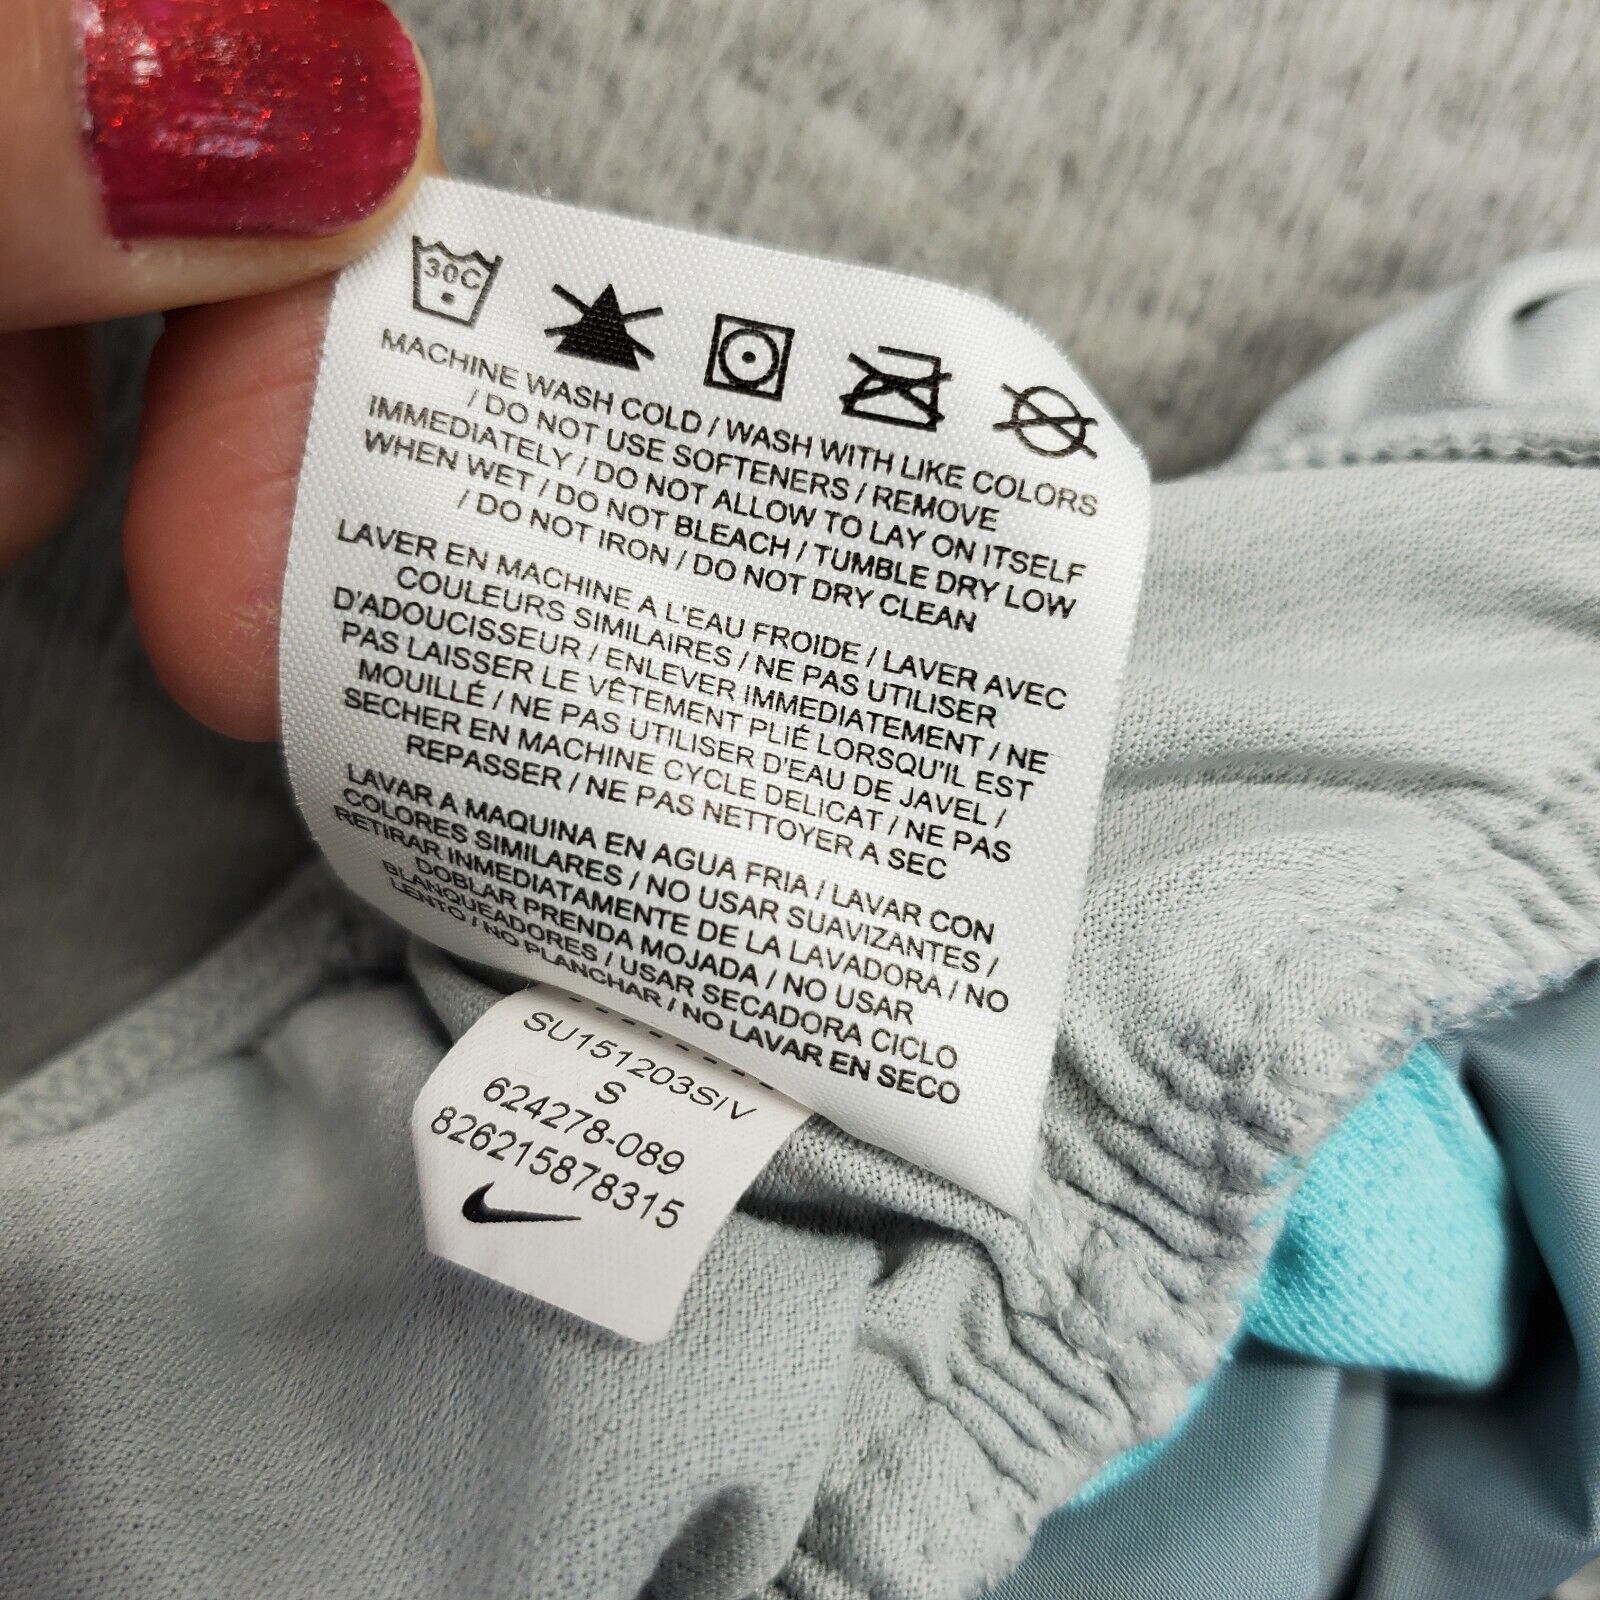 30C
MACHINE WASH COLD / WASH WITH LIKE COLORS
/ DO NOT USE SOFTENERS / REMOVE
IMMEDIATELY / DO NOT ALLOW TO LAY ON ITSELF
WHEN WET / DO NOT BLEACH / TUMBLE DRY LOW
/ DO NOT IRON / DO NOT DRY CLEAN
LAVER EN MACHINE A L'EAU FROIDE / LAVER AVEC
COULEURS SIMILAIRES / NE PAS UTILISER
D'ADOUCISSEUR / ENLEVER IMMEDIATEMENT / NE
PAS LAISSER LE VÊTEMENT PLIÉ LORSQU'IL EST
MOUILLÉ / NE PAS UTILISER D'EAU DE JAVEL /
SECHER EN MACHINE CYCLE DELICAT / NE PAS
REPASSER / NE PAS NETTOYER A SEC
LAVAR A MAQUINA EN AGUA FRIA / LAVAR CON
COLORES SIMILARES / NO USAR SUAVIZANTES /
RETIRAR INMEDIATAMENTE DE LA LAVADORA / NO
DOBLAR PRENDA MOJADA / NO USAR
BLANQUEADORES / USAR SECADORA CICLO
LENTO / NO PLANCHAR / NO LAVAR EN SECO
SU151203SIV
S
624278-089
826215878315